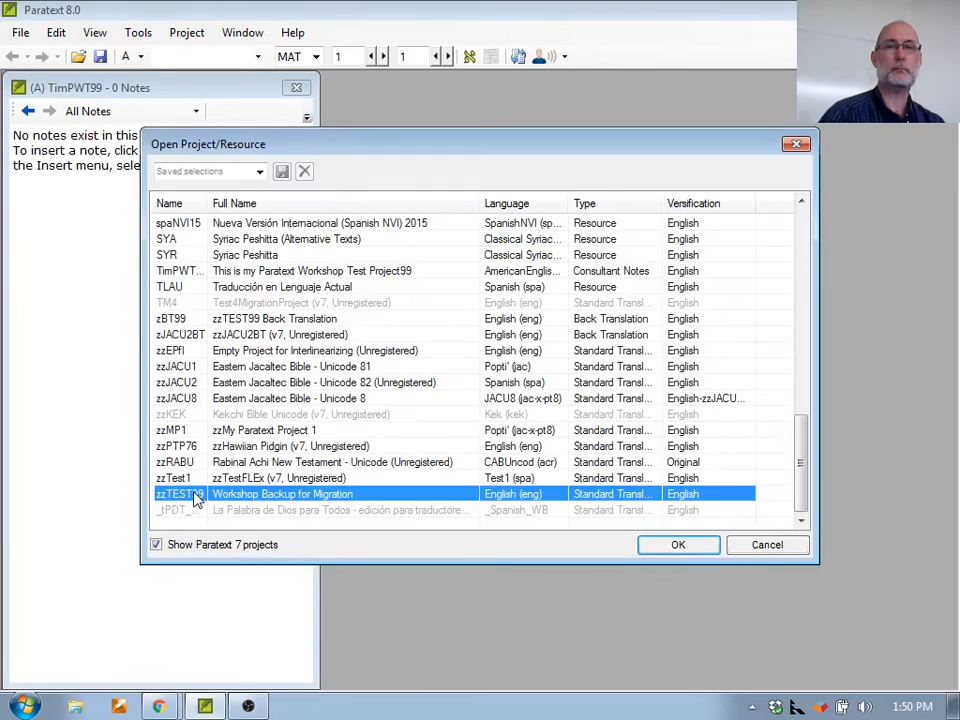 Paratext 8.0
File Edit View Tools Project Window Help
A MAT 1 1
(A) TimPWT99 - 0 Notes
All Notes
No notes exist in this
To insert a note, click
the Insert menu, sele
Open Project/Resource
Saved selections
Name Full Name Language Type Versification
spaNVI15 Nueva Versión Internacional (Spanish NVI) 2015 SpanishNVI (sp... Resource English
SYA Syriac Peshitta (Alternative Texts) Classical Syriac... Resource English
SYR Syriac Peshitta Classical Syriac... Resource English
TimPWT... This is my Paratext Workshop Test Project99 AmericanEnglis... Consultant Notes English
TLAU Traducción en Lenguaje Actual Spanish (spa) Resource English
TM4 Test4MigrationProject (v7, Unregistered) English (eng) Standard Transl... English
zBT99 zzTEST99 Back Translation English (eng) Back Translation English
zJACU2BT zzJACU2BT (v7, Unregistered) English (eng) Back Translation English
zzEPfI Empty Project for Interlinearizing (Unregistered) English (eng) Standard Transl... English
zzJACU1 Eastern Jacaltec Bible - Unicode 81 Popti' (jac) Standard Transl... English
zzJACU2 Eastern Jacaltec Bible - Unicode 82 (Unregistered) Spanish (spa) Standard Transl... English
zzJACU8 Eastern Jacaltec Bible - Unicode 8 JACU8 (jac-x-pt8) Standard Transl... English-zzJACU...
zzKEK Kekchi Bible Unicode (v7, Unregistered) Kek (kek) Standard Transl... English
zzMP1 zzMy Paratext Project 1 Popti' (jac) Standard Transl... English
zzPTP76 zzHawiian Pidgin (v7, Unregistered) English (eng) Standard Transl... English
zzRABU Rabinal Achi New Testament - Unicode (Unregistered) CABUncod (acr) Standard Transl... Original
zzTest1 zzTestFLEx (v7, Unregistered) Test1 (spa) Standard Transl... English
zzTEST99 Workshop Backup for Migration English (eng) Standard Transl... English
_tPDT_... La Palabra de Dios para Todos - edición para traductore... _Spanish_WB Standard Transl... English
Show Paratext 7 projects OK Cancel
1:50 PM